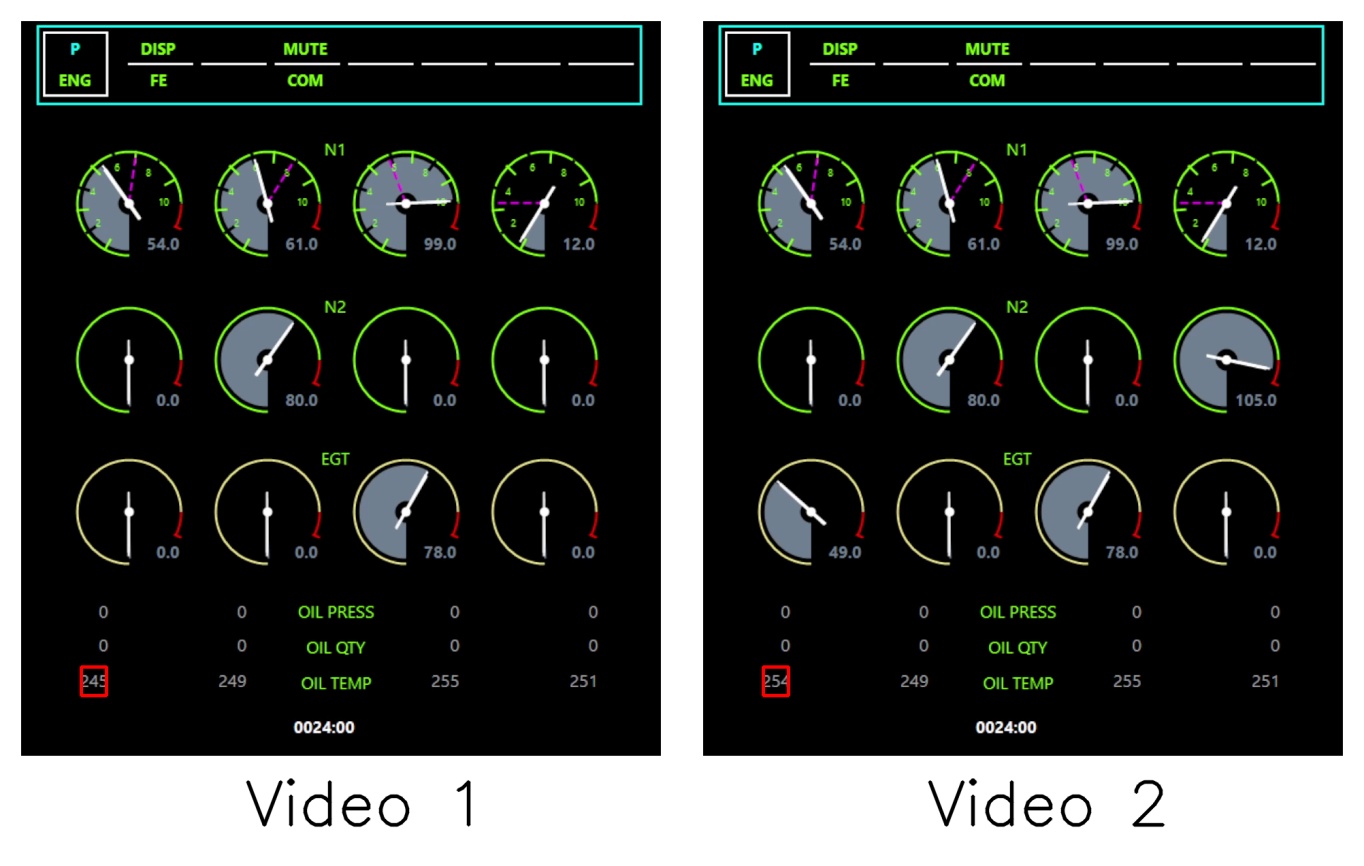 P DISP MUTE
ENG FE COM
P DISP MUTE
ENG FE COM
N1
2 4 6 8 10 54.0
2 4 6 8 10 61.0
2 4 6 8 10 99.0
2 4 6 8 10 12.0
N1
2 4 6 8 10 54.0
2 4 6 8 10 61.0
2 4 6 8 10 99.0
2 4 6 8 10 12.0
N2
0.0 80.0 0.0 0.0
N2
0.0 80.0 0.0 105.0
EGT
0.0 0.0 78.0 0.0
EGT
49.0 0.0 78.0 0.0
0 0 OIL PRESS 0 0
0 0 OIL QTY 0 0
245 249 OIL TEMP 255 251
0024:00
0 0 OIL PRESS 0 0
0 0 OIL QTY 0 0
254 249 OIL TEMP 255 251
0024:00
Video 1
Video 2